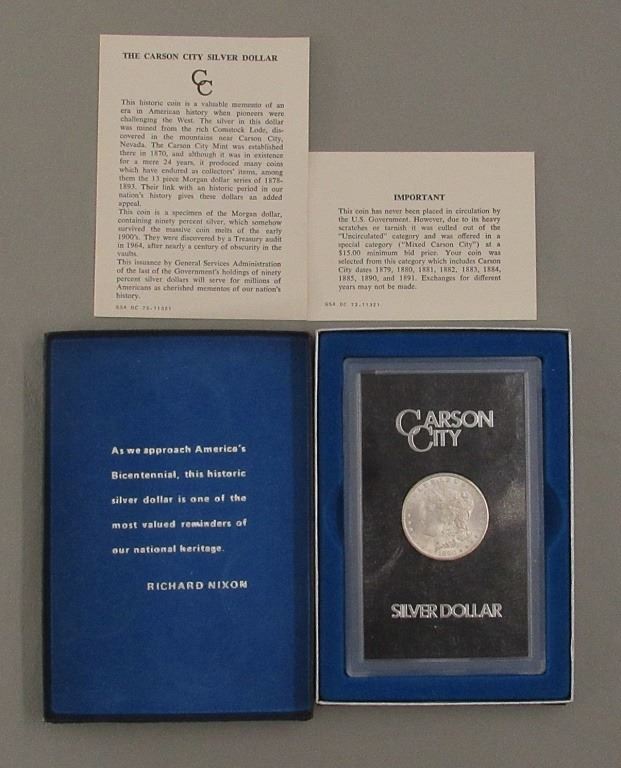 THE CARSON CITY SILVER DOLLAR
CC
This historic coin is a valuable memento of an
era in American history when pioneers were
challenging the West. The silver in this dollar
was mined from the rich Comstock Lode, dis-
covered in the mountains near Carson City,
Nevada. The Carson City Mint was established
there in 1870, and although it was in existence
for a mere 24 years, it produced many coins
which have endured as collectors' items, among
them the 13 piece Morgan dollar series of 1878-
1893. Their link with an historic period in our
nation's history gives these dollars an added
appeal.
This coin is a specimen of the Morgan dollar,
containing ninety percent silver, which somehow
survived the massive coin melts of the early
1900's. They were discovered by a Treasury audit
in 1964, after nearly a century of obscurity in the
vaults.
This issuance by General Services Administration
of the last of the Government's holdings of ninety
percent silver dollars will serve for millions of
Americans as cherished mementos of our nation's
history.
GSA DC 73-11321
IMPORTANT
This coin has never been placed in circulation by
the U.S. Government. However, due to its heavy
scratches or tarnish it was culled out of the
"Uncirculated" category and was offered in a
special category ("Mixed Carson City") at a
$15.00 minimum bid price. Your coin was
selected from this category which includes Carson
City dates 1879, 1880, 1881, 1882, 1883, 1884,
1885, 1890, and 1891. Exchanges for different
years may not be made.
GSA DC 73-11321
As we approach America's
Bicentennial, this historic
silver dollar is one of the
most valued reminders of
our national heritage.
RICHARD NIXON
CARSON
CITY
SILVER DOLLAR